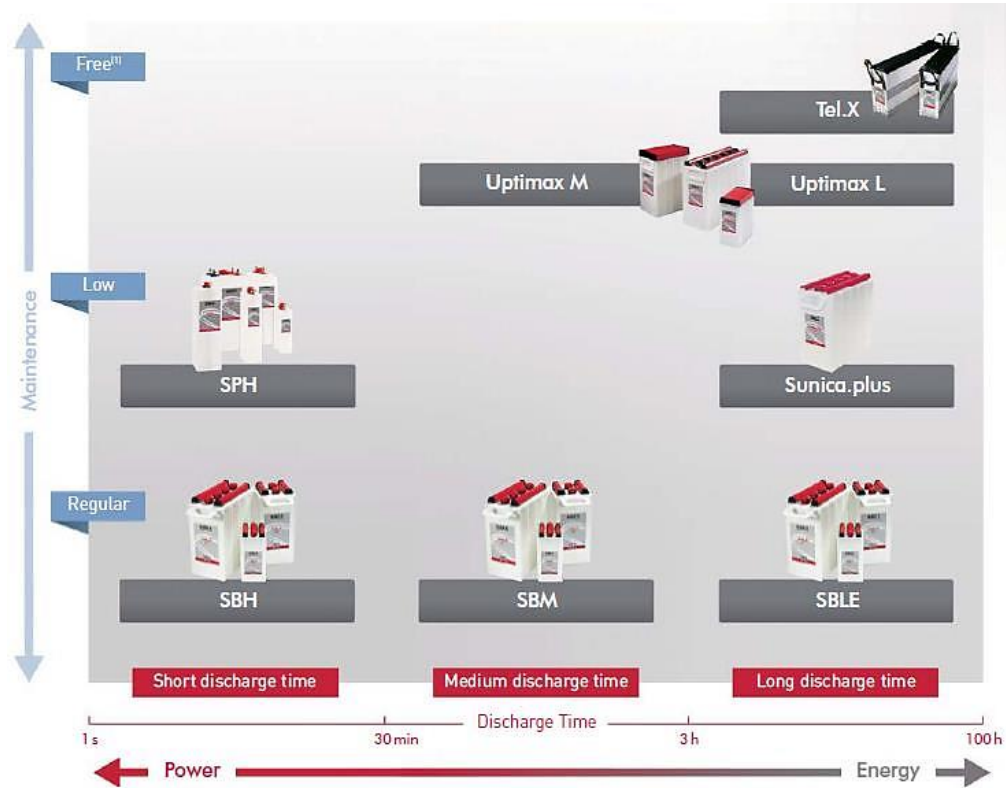 Free[1]
Tel.X
Uptimax M
Uptimax L
Low
SPH
Sunica.plus
Maintenance
Regular
SBH
SBM
SBLE
Short discharge time
Medium discharge time
Long discharge time
Discharge Time
1 s
30 min
3 h
100 h
Power
Energy